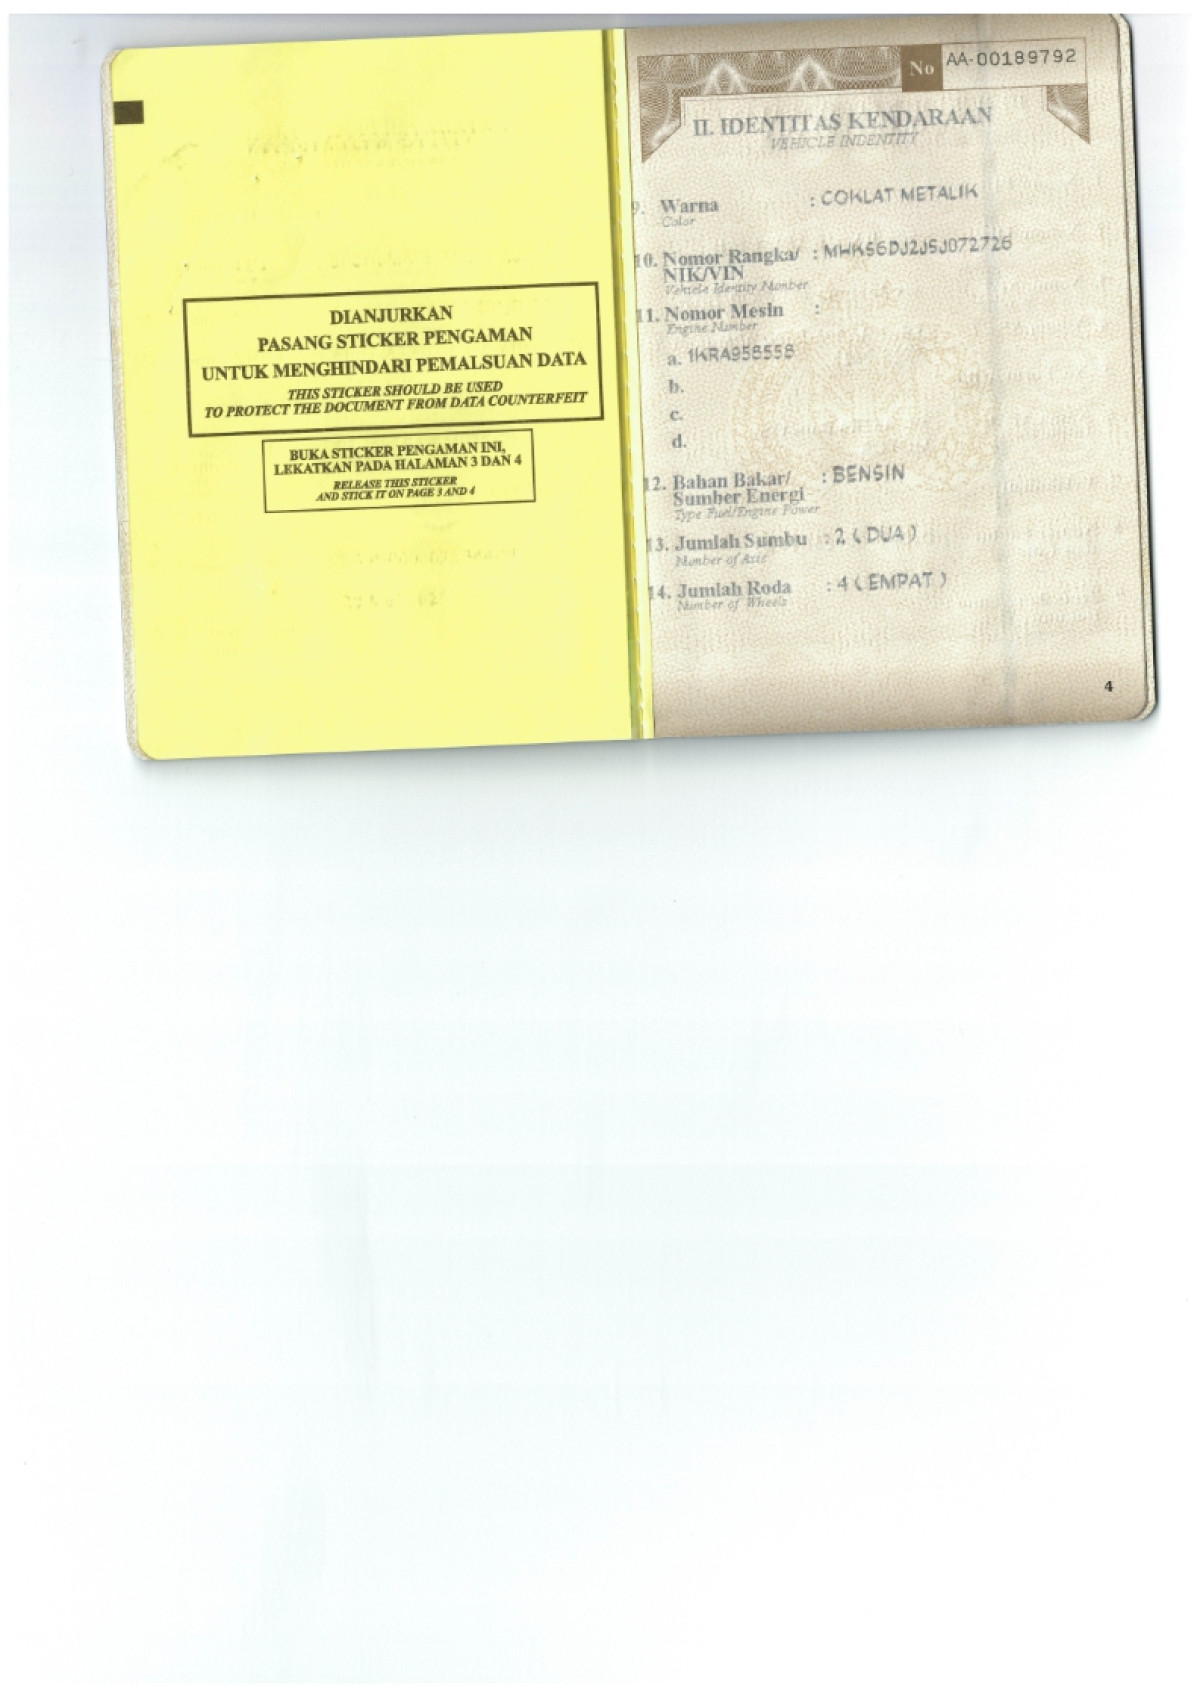 DIANJURKAN
PASANG STICKER PENGAMAN
UNTUK MENGHINDARI PEMALSUAN DATA
THIS STICKER SHOULD BE USED
TO PROTECT THE DOCUMENT FROM DATA COUNTERFEIT
BUKA STICKER PENGAMAN INI,
LEKATKAN PADA HALAMAN 3 DAN 4
RELEASE THIS STICKER
AND STICK IT ON PAGE 3 AND 4
No AA-00189792
II. IDENTITAS KENDARAAN
VEHICLE INDENTITY
9. Warna : COKLAT METALIK
Color
10. Nomor Rangka/ : MHKS6DJ2JSJ072726
NIK/VIN
Vehicle Identity Number
11. Nomor Mesin :
Engine Number
a. 1KRA958558
b.
c.
d.
12. Bahan Bakar/ : BENSIN
Sumber Energi
Type Fuel/Engine Power
13. Jumlah Sumbu : 2 ( DUA )
Number of Axis
14. Jumlah Roda : 4 ( EMPAT )
Number of Wheels
4